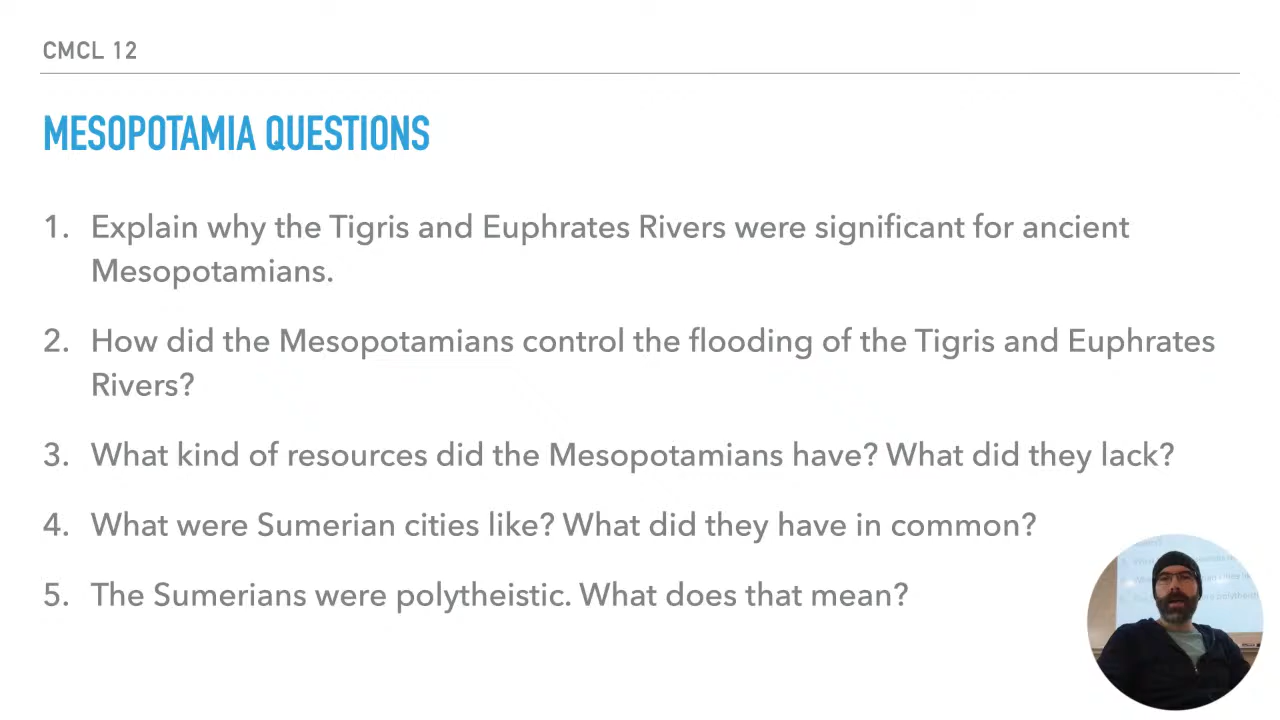 CMCL 12
MESOPOTAMIA QUESTIONS
1. Explain why the Tigris and Euphrates Rivers were significant for ancient
Mesopotamians.
2. How did the Mesopotamians control the flooding of the Tigris and Euphrates
Rivers?
3. What kind of resources did the Mesopotamians have? What did they lack?
4. What were Sumerian cities like? What did they have in common?
5. The Sumerians were polytheistic. What does that mean?